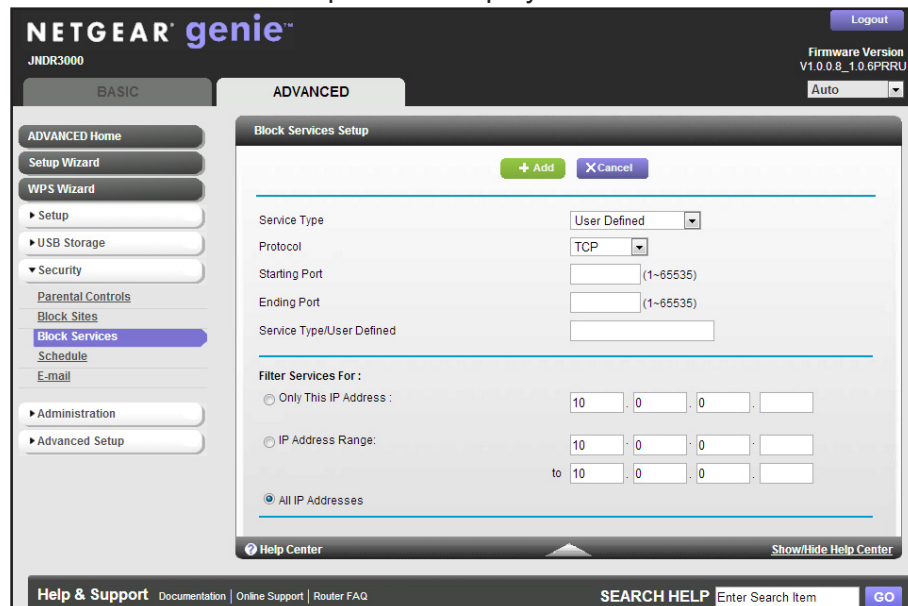 NETGEAR® genie™
Logout
JNDR3000
Firmware Version
V1.0.0.8_1.0.6PRRU
BASIC
ADVANCED
Auto
ADVANCED Home
Setup Wizard
WPS Wizard
Setup
USB Storage
Security
Parental Controls
Block Sites
Block Services
Schedule
E-mail
Administration
Advanced Setup
Block Services Setup
+ Add
X Cancel
Service Type User Defined
Protocol TCP
Starting Port (1~65535)
Ending Port (1~65535)
Service Type/User Defined
Filter Services For :
Only This IP Address : 10 . 0 . 0 .
IP Address Range: 10 . 0 . 0 .
to 10 . 0 . 0 .
All IP Addresses
Help Center
Show/Hide Help Center
Help & Support Documentation | Online Support | Router FAQ
SEARCH HELP Enter Search Item GO